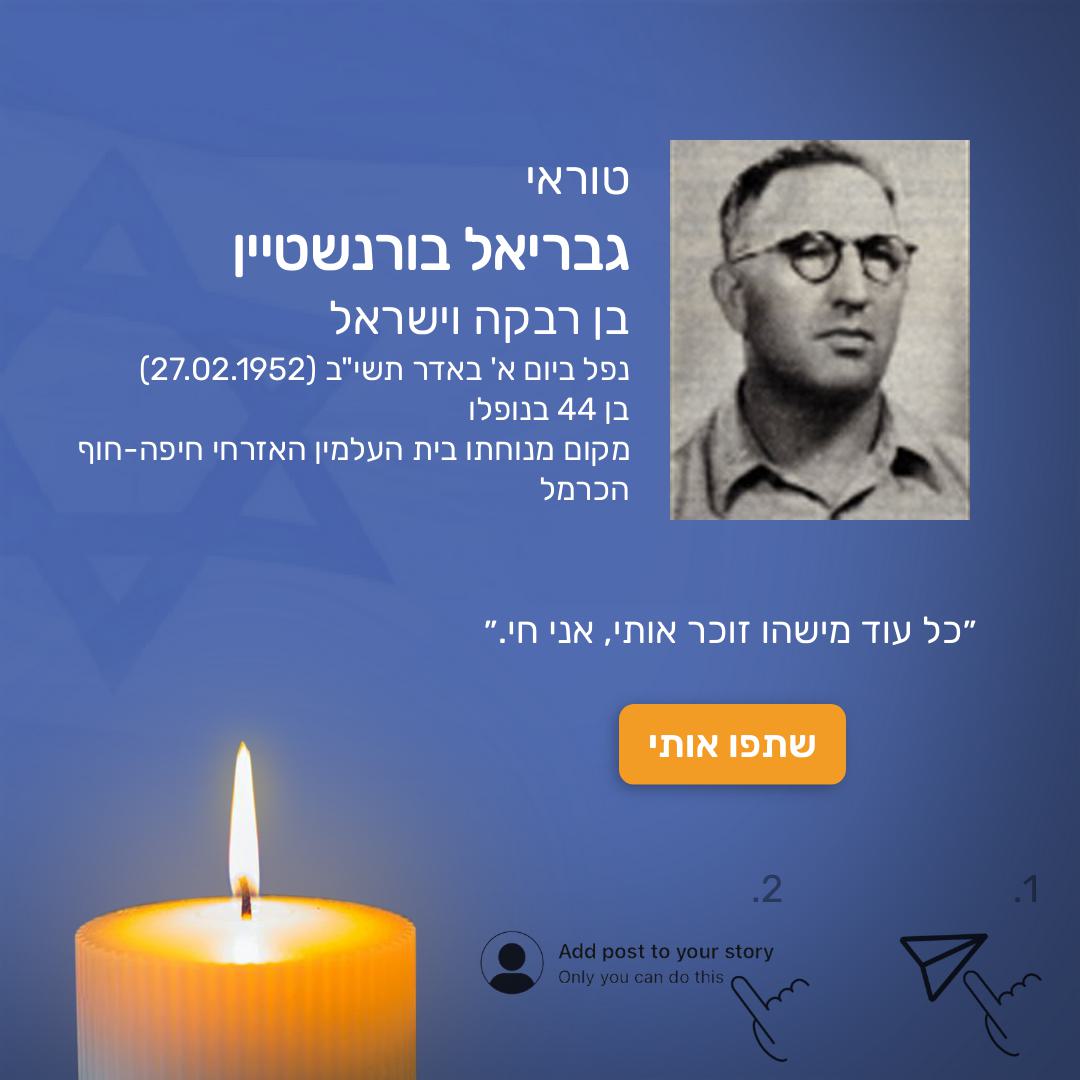 טוראי
גבריאל בורנשטיין
בן רבקה וישראל
נפל ביום א' באדר תשי"ב (27.02.1952)
בן 44 בנופלו
מקום מנוחתו בית העלמין האזרחי חיפה-חוף
הכרמל
״כל עוד מישהו זוכר אותי, אני חי.״
שתפו אותי
.1
.2
Add post to your story
Only you can do this